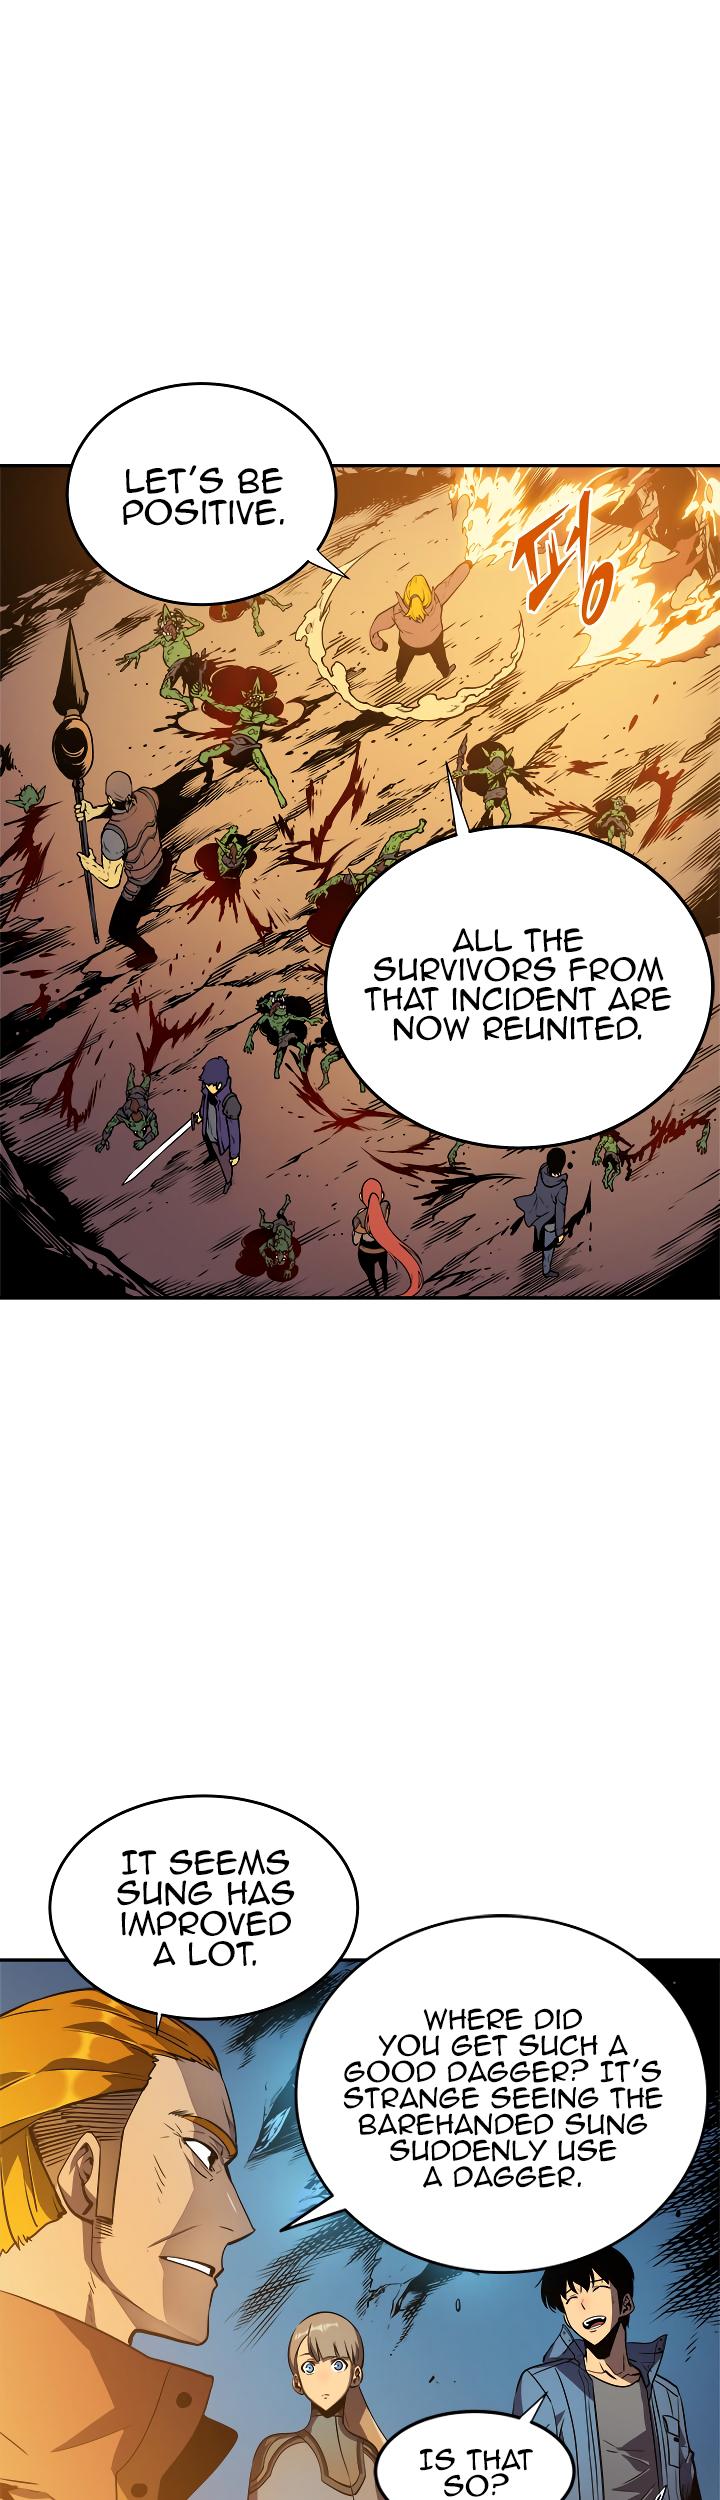 LET'S BE
POSITIVE.
펑
ALL THE
SURVIVORS FROM
THAT INCIDENT ARE
NOW REUNITED.
IT SEEMS
SUNG HAS
IMPROVED
A LOT.
WHERE DID
YOU GET SUCH A
GOOD DAGGER? IT'S
STRANGE SEEING THE
BAREHANDED SUNG
SUDDENLY USE
A DAGGER.
IS THAT
SO?